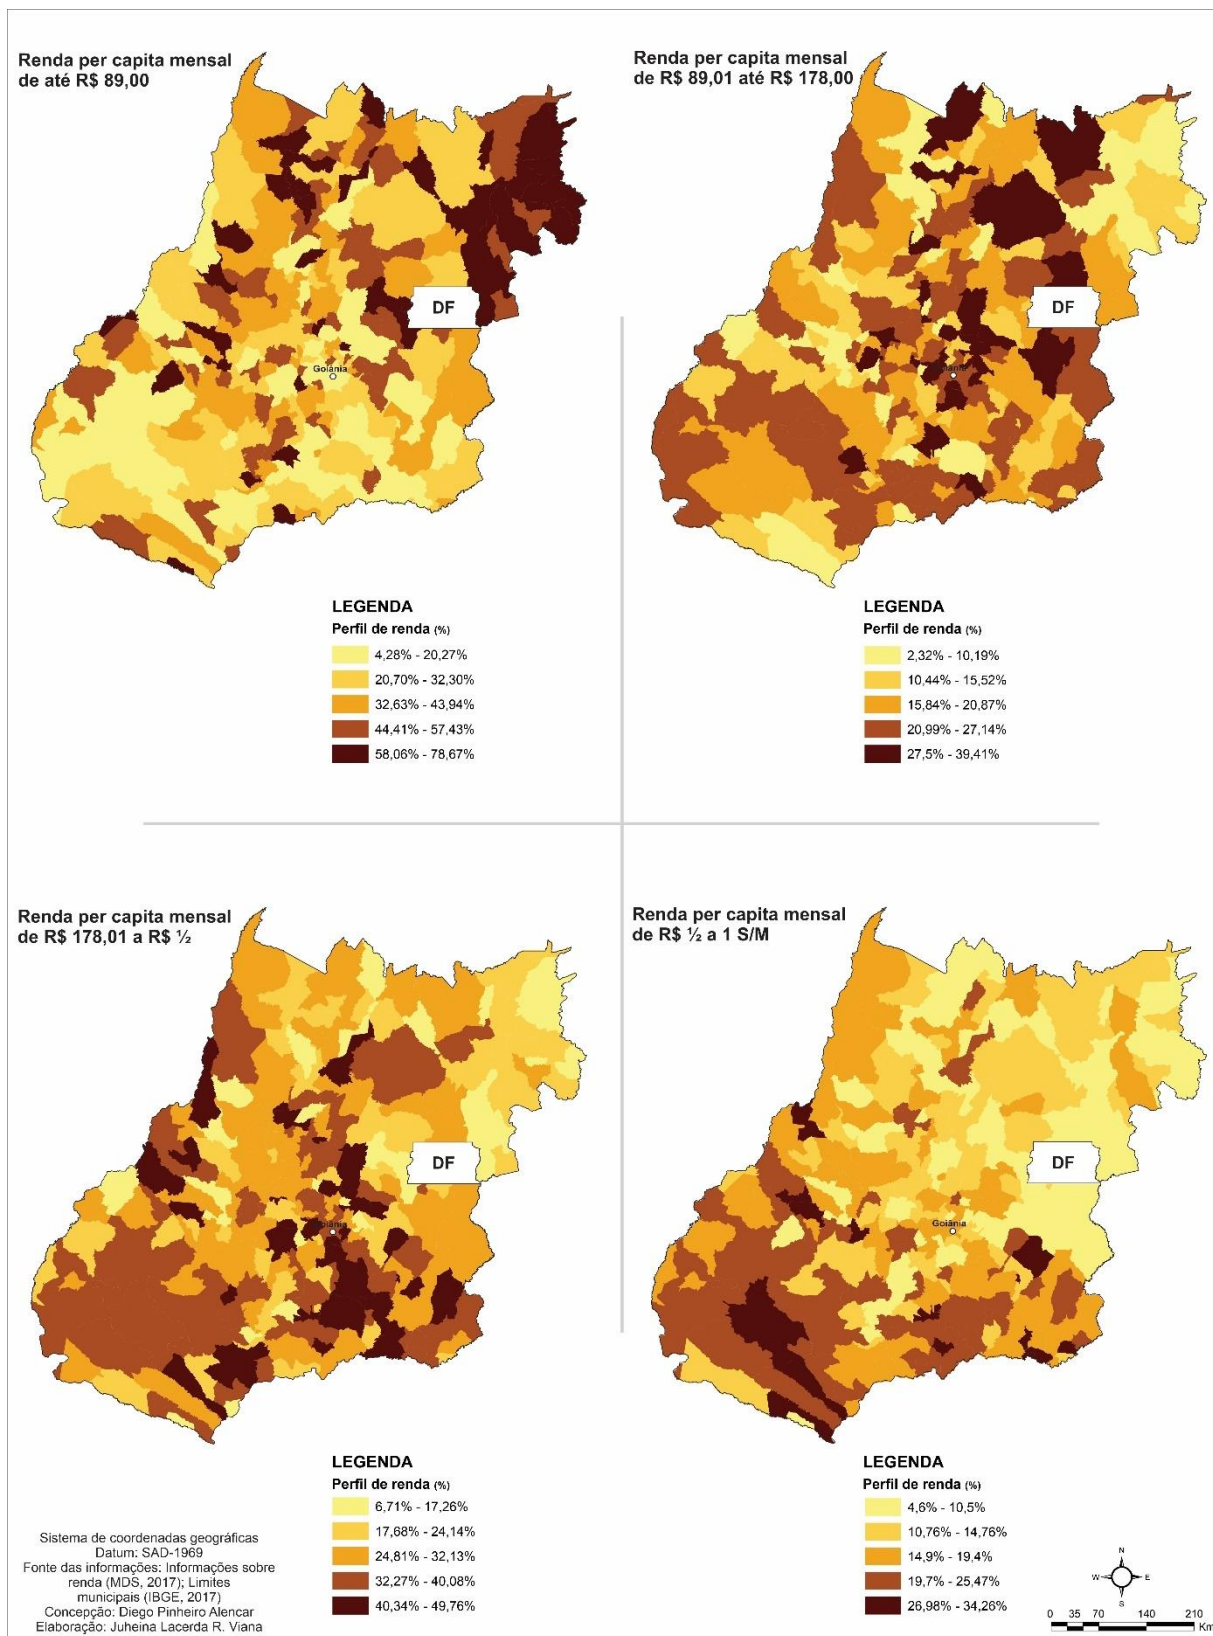 Renda per capita mensal
de até R$ 89,00
DF
Goiânia
LEGENDA
Perfil de renda (%)
4,28% - 20,27%
20,70% - 32,30%
32,63% - 43,94%
44,41% - 57,43%
58,06% - 78,67%
Renda per capita mensal
de R$ 89,01 até R$ 178,00
DF
Goiânia
LEGENDA
Perfil de renda (%)
2,32% - 10,19%
10,44% - 15,52%
15,84% - 20,87%
20,99% - 27,14%
27,5% - 39,41%
Renda per capita mensal
de R$ 178,01 a R$ ½
DF
Goiânia
LEGENDA
Perfil de renda (%)
6,71% - 17,26%
17,68% - 24,14%
24,81% - 32,13%
32,27% - 40,08%
40,34% - 49,76%
Renda per capita mensal
de R$ ½ a 1 S/M
DF
Goiânia
LEGENDA
Perfil de renda (%)
4,6% - 10,5%
10,76% - 14,76%
14,9% - 19,4%
19,7% - 25,47%
26,98% - 34,26%
Sistema de coordenadas geográficas
Datum: SAD-1969
Fonte das informações: Informações sobre
renda (MDS, 2017); Limites
municipais (IBGE, 2017)
Concepção: Diego Pinheiro Alencar
Elaboração: Juheina Lacerda R. Viana
N
W E
S
0 35 70 140 210
Km